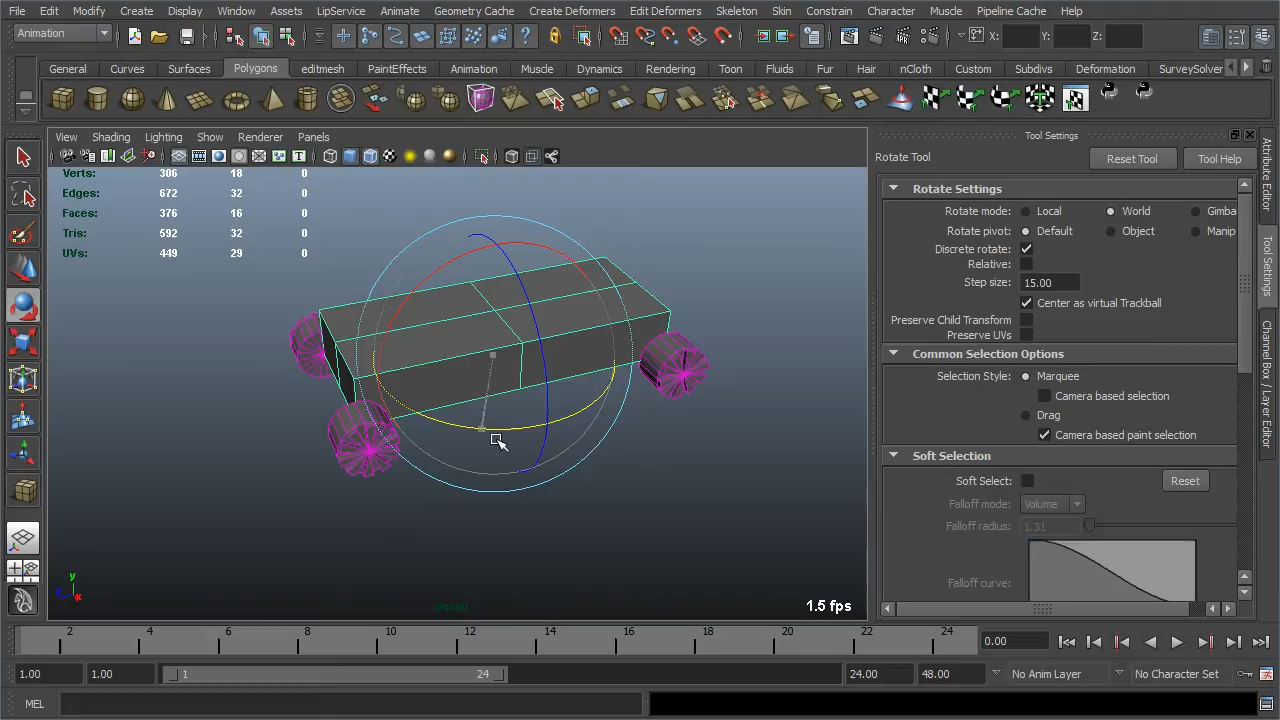 File Edit Modify Create Display Window Assets LipService Animate Geometry Cache Create Deformers Edit Deformers Skeleton Skin Constrain Character Muscle Pipeline Cache Help
Animation X: Y: Z:
General Curves Surfaces Polygons editmesh PaintEffects Animation Muscle Dynamics Rendering Toon Fluids Fur Hair nCloth Custom Subdivs Deformation SurveySolver
View Shading Lighting Show Renderer Panels
Tool Settings
Rotate Tool Reset Tool Tool Help
Verts: 306 18 0
Edges: 672 32 0
Faces: 376 16 0
Tris: 592 32 0
UVs: 449 29 0
Rotate Settings
Rotate mode: Local World Gimba
Rotate pivot: Default Object Manip
Discrete rotate:
Relative:
Step size: 15.00
Center as virtual Trackball
Preserve Child Transform
Preserve UVs
Common Selection Options
Selection Style: Marquee
Camera based selection
Drag
Camera based paint selection
Soft Selection
Soft Select: Reset
Falloff mode: Volume
Falloff radius: 1.31
Falloff curve:
Attribute Editor
Tool Settings
Channel Box / Layer Editor
y
x
persp
1.5 fps
2 4 6 8 10 12 14 16 18 20 22 24 0.00
1.00 1.00 1 24 24.00 48.00 No Anim Layer No Character Set
MEL